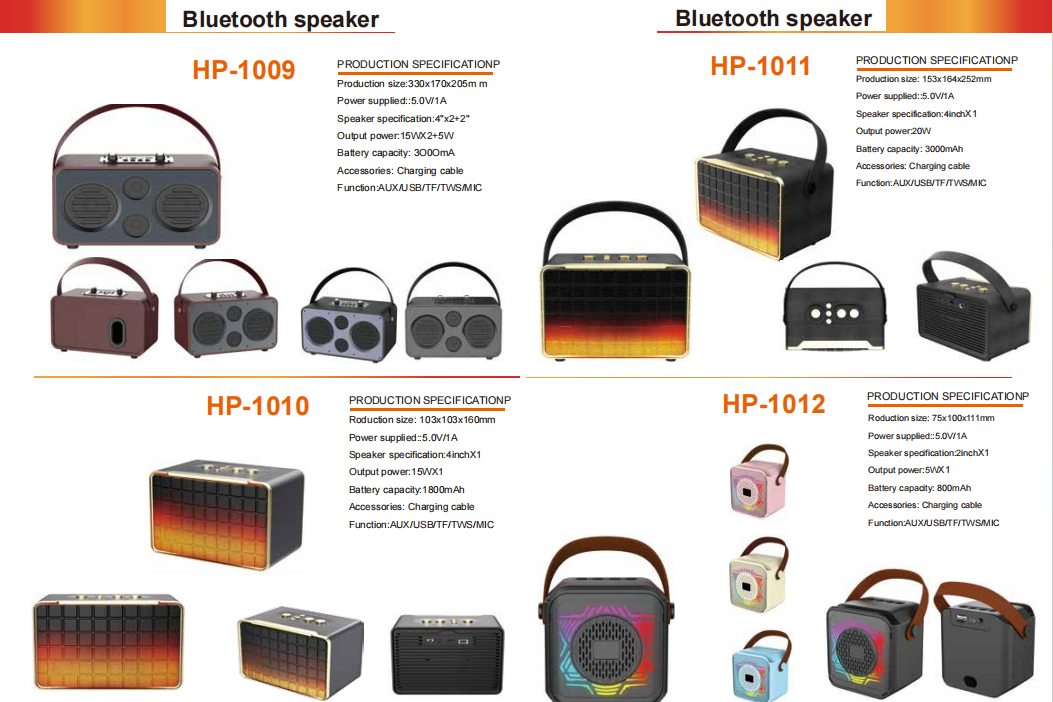 Bluetooth speaker
HP-1009
PRODUCTION SPECIFICATIONP
Production size:330x170x205m m
Power supplied::5.0V/1A
Speaker specification:4"x2+2"
Output power:15WX2+5W
Battery capacity: 3O0OmA
Accessories: Charging cable
Function:AUX/USB/TF/TWS/MIC
HP-1010
PRODUCTION SPECIFICATIONP
Roduction size: 103x103x160mm
Power supplied::5.0V/1A
Speaker specification:4inchX1
Output power:15WX1
Battery capacity:1800mAh
Accessories: Charging cable
Function:AUX/USB/TF/TWS/MIC
Bluetooth speaker
HP-1011
PRODUCTION SPECIFICATIONP
Production size: 153x164x252mm
Power supplied::5.0V/1A
Speaker specification:4inchX1
Output power:20W
Battery capacity: 3000mAh
Accessories: Charging cable
Function:AUX/USB/TF/TWS/MIC
HP-1012
PRODUCTION SPECIFICATIONP
Roduction size: 75x100x111mm
Power supplied::5.0V/1A
Speaker specification:2inchX1
Output power:5WX1
Battery capacity: 800mAh
Accessories: Charging cable
Function:AUX/USB/TF/TWS/MIC